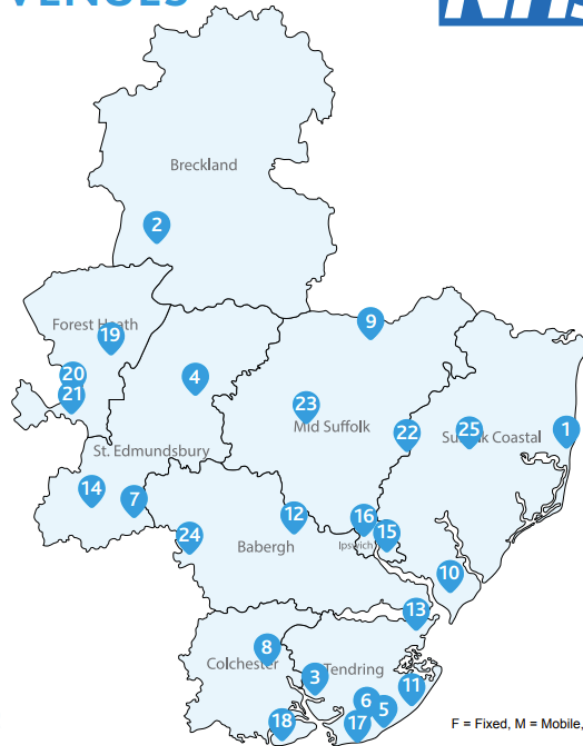 VENUES
NHS
Breckland
2
Forest Heath
19
9
20
21
4
23
Mid Suffolk
22
25
Suffolk Coastal
1
St. Edmundsbury
14
7
12
16
15
Ipswich
24
Babergh
10
13
8
Colchester
3
Tendring
11
6
5
17
18
F = Fixed, M = Mobile,